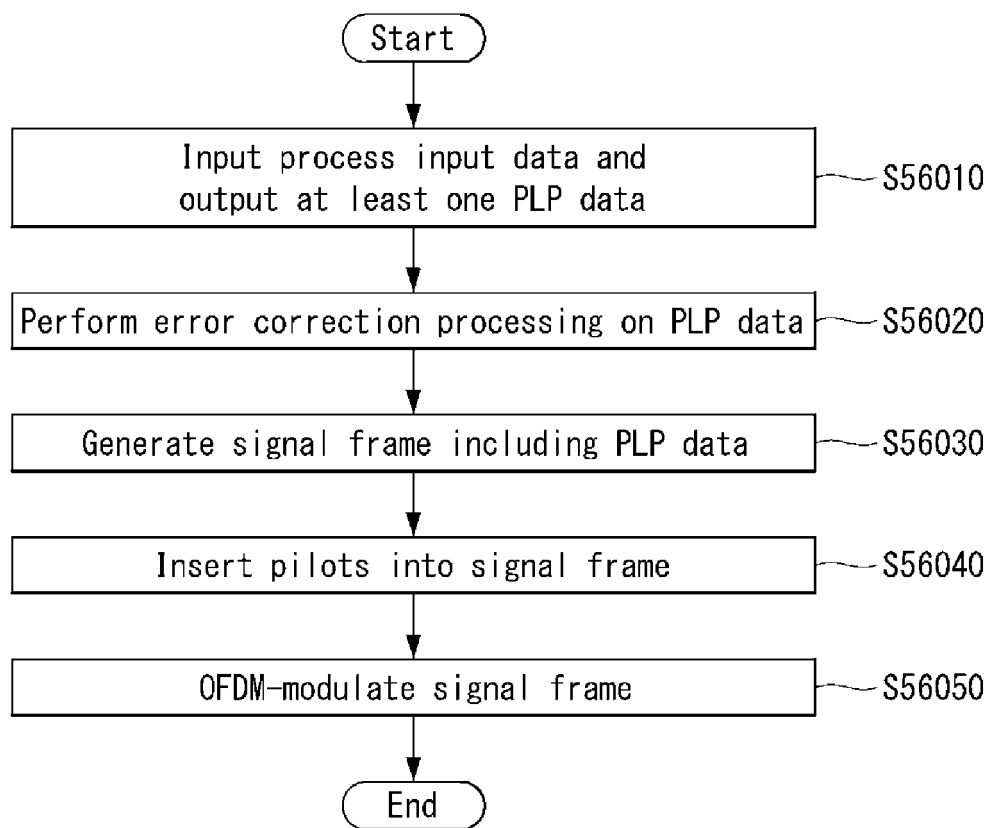 Start
Input process input data and
output at least one PLP data
S56010
Perform error correction processing on PLP data
S56020
Generate signal frame including PLP data
S56030
Insert pilots into signal frame
S56040
OFDM-modulate signal frame
S56050
End